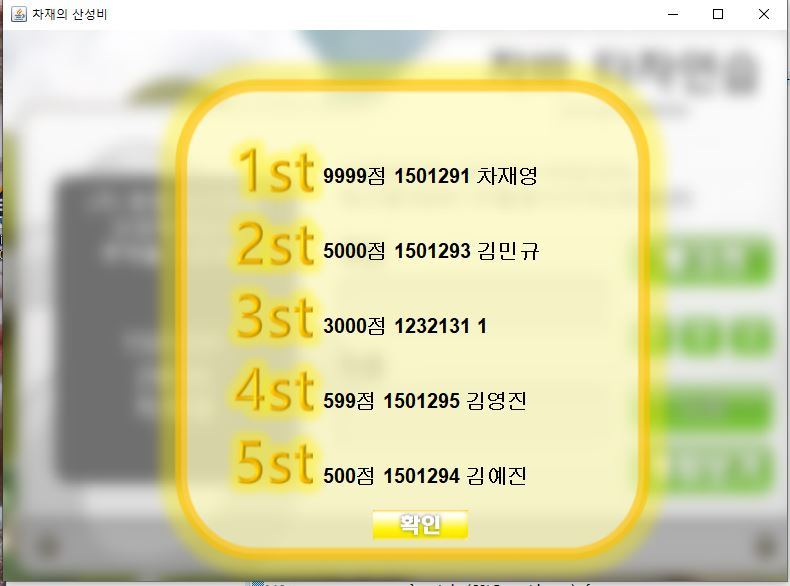 차재의 산성비
1st 9999점 1501291 차재영
2st 5000점 1501293 김민규
3st 3000점 1232131 1
4st 599점 1501295 김영진
5st 500점 1501294 김예진
확인